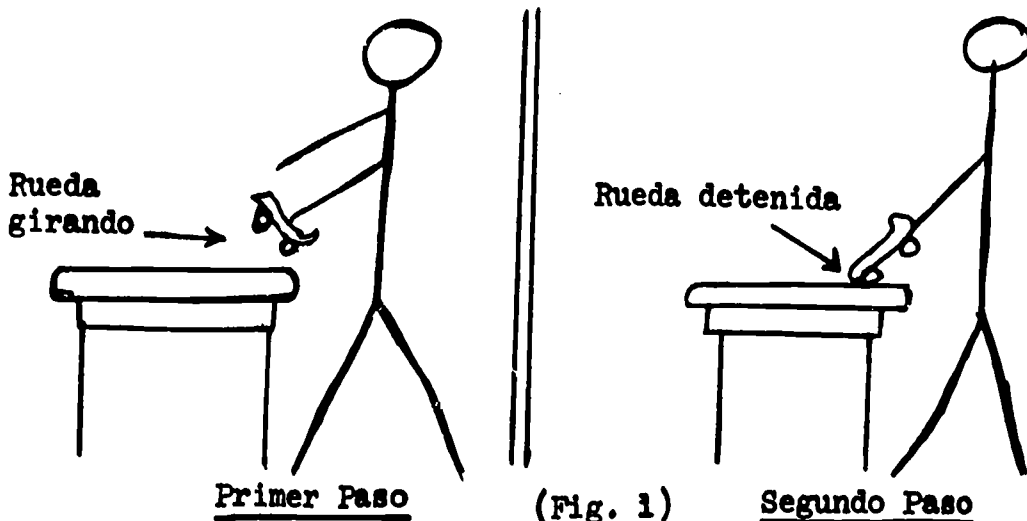 Rueda
girando
Rueda detenida
Primer Paso
(Fig. 1)
Segundo Paso